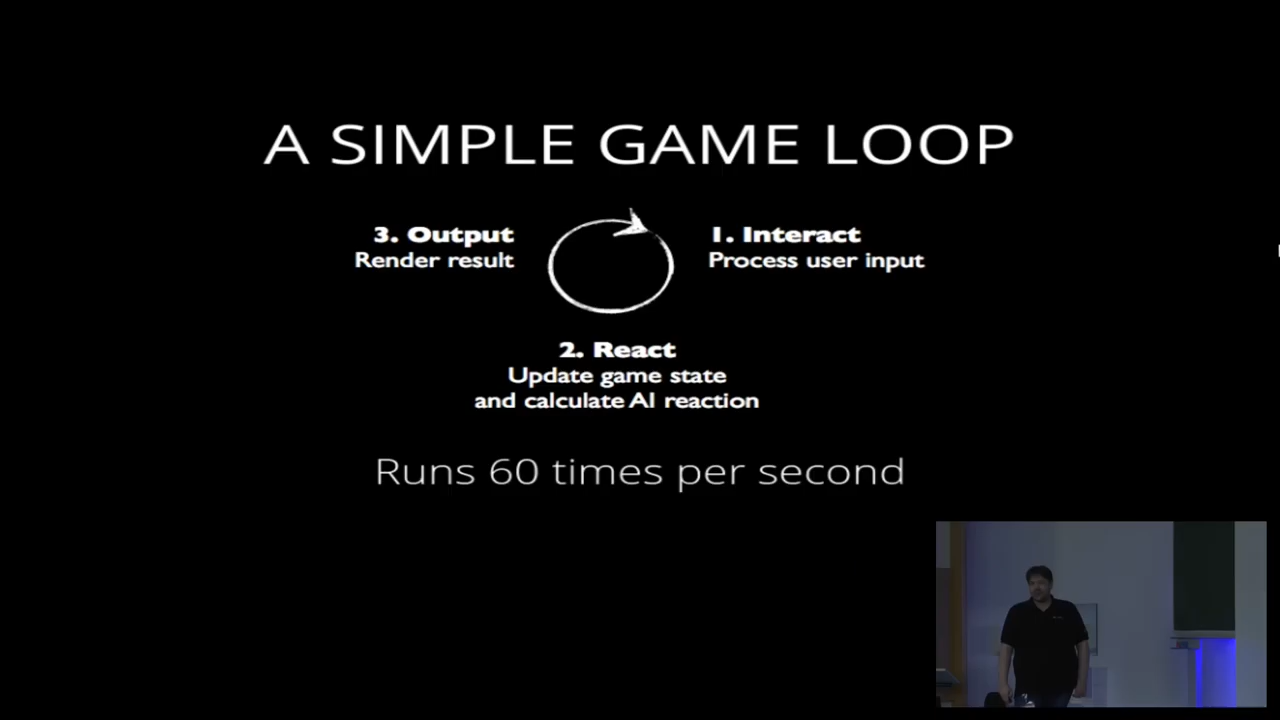 A SIMPLE GAME LOOP
3. Output
Render result
1. Interact
Process user input
2. React
Update game state
and calculate AI reaction
Runs 60 times per second